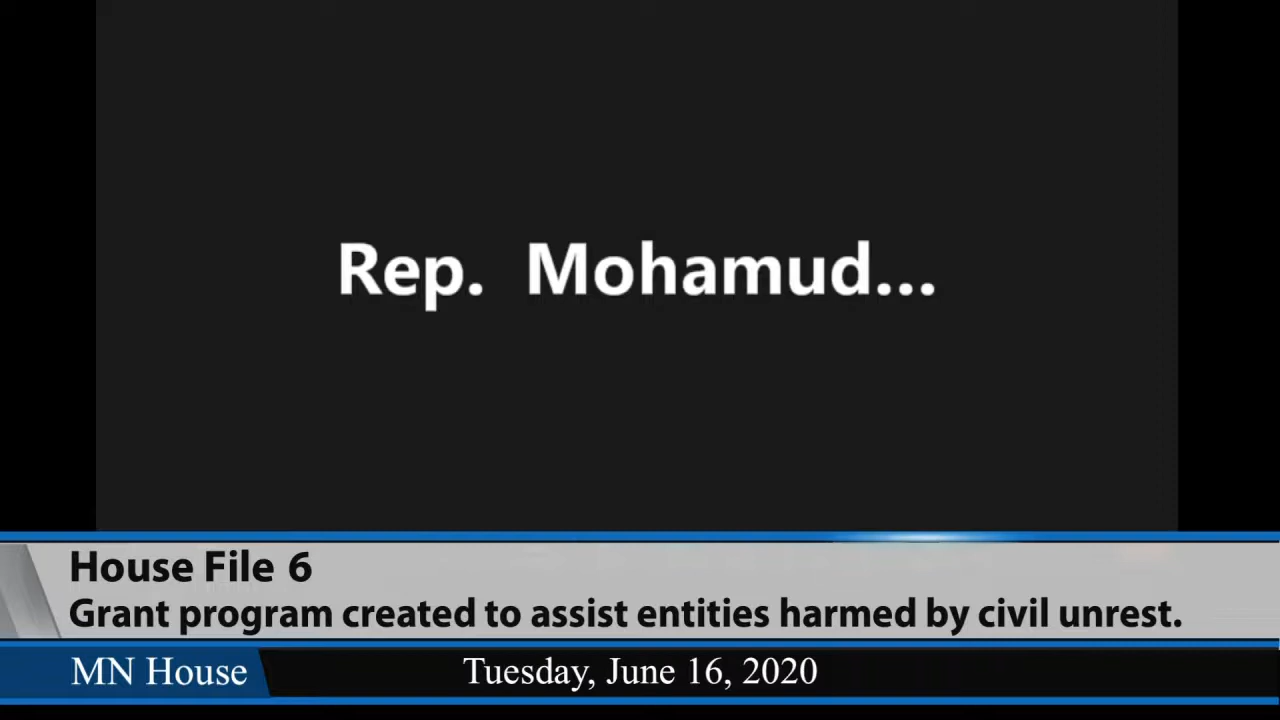 Rep. Mohamud...
House File 6
Grant program created to assist entities harmed by civil unrest.
MN House
Tuesday, June 16, 2020